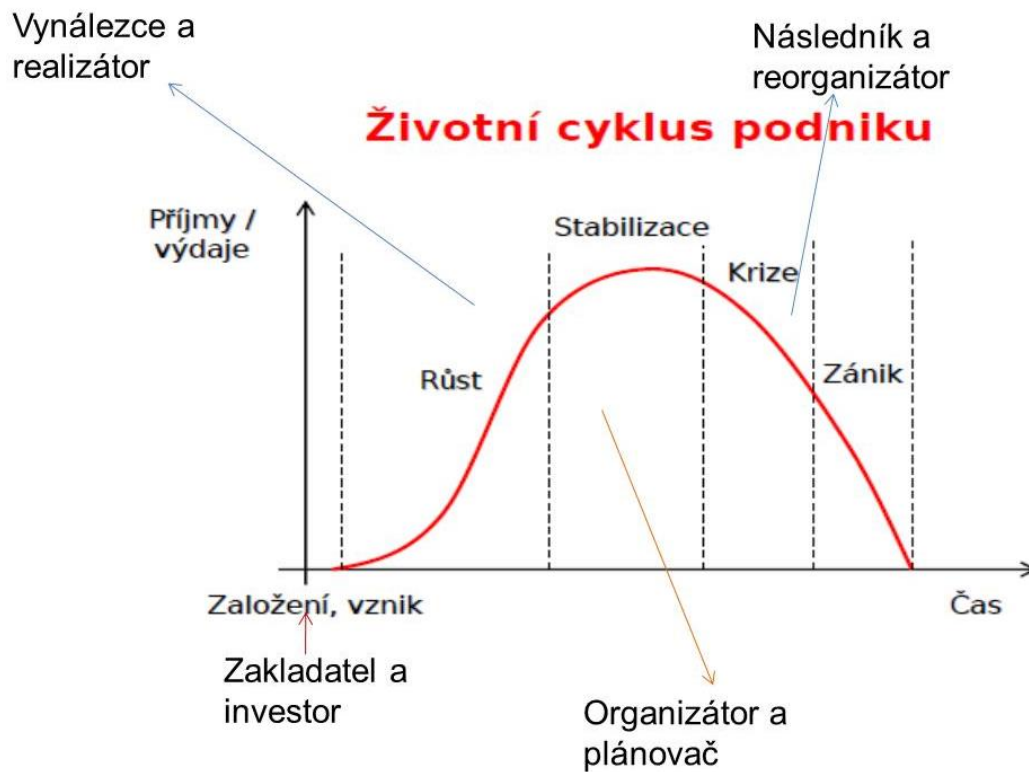 Vynálezce a
realizátor
Následník a
reorganizátor
Životní cyklus podniku
Příjmy /
výdaje
Stabilizace
Krize
Růst
Zánik
Založení, vznik
Čas
Zakladatel a
investor
Organizátor a
plánovač